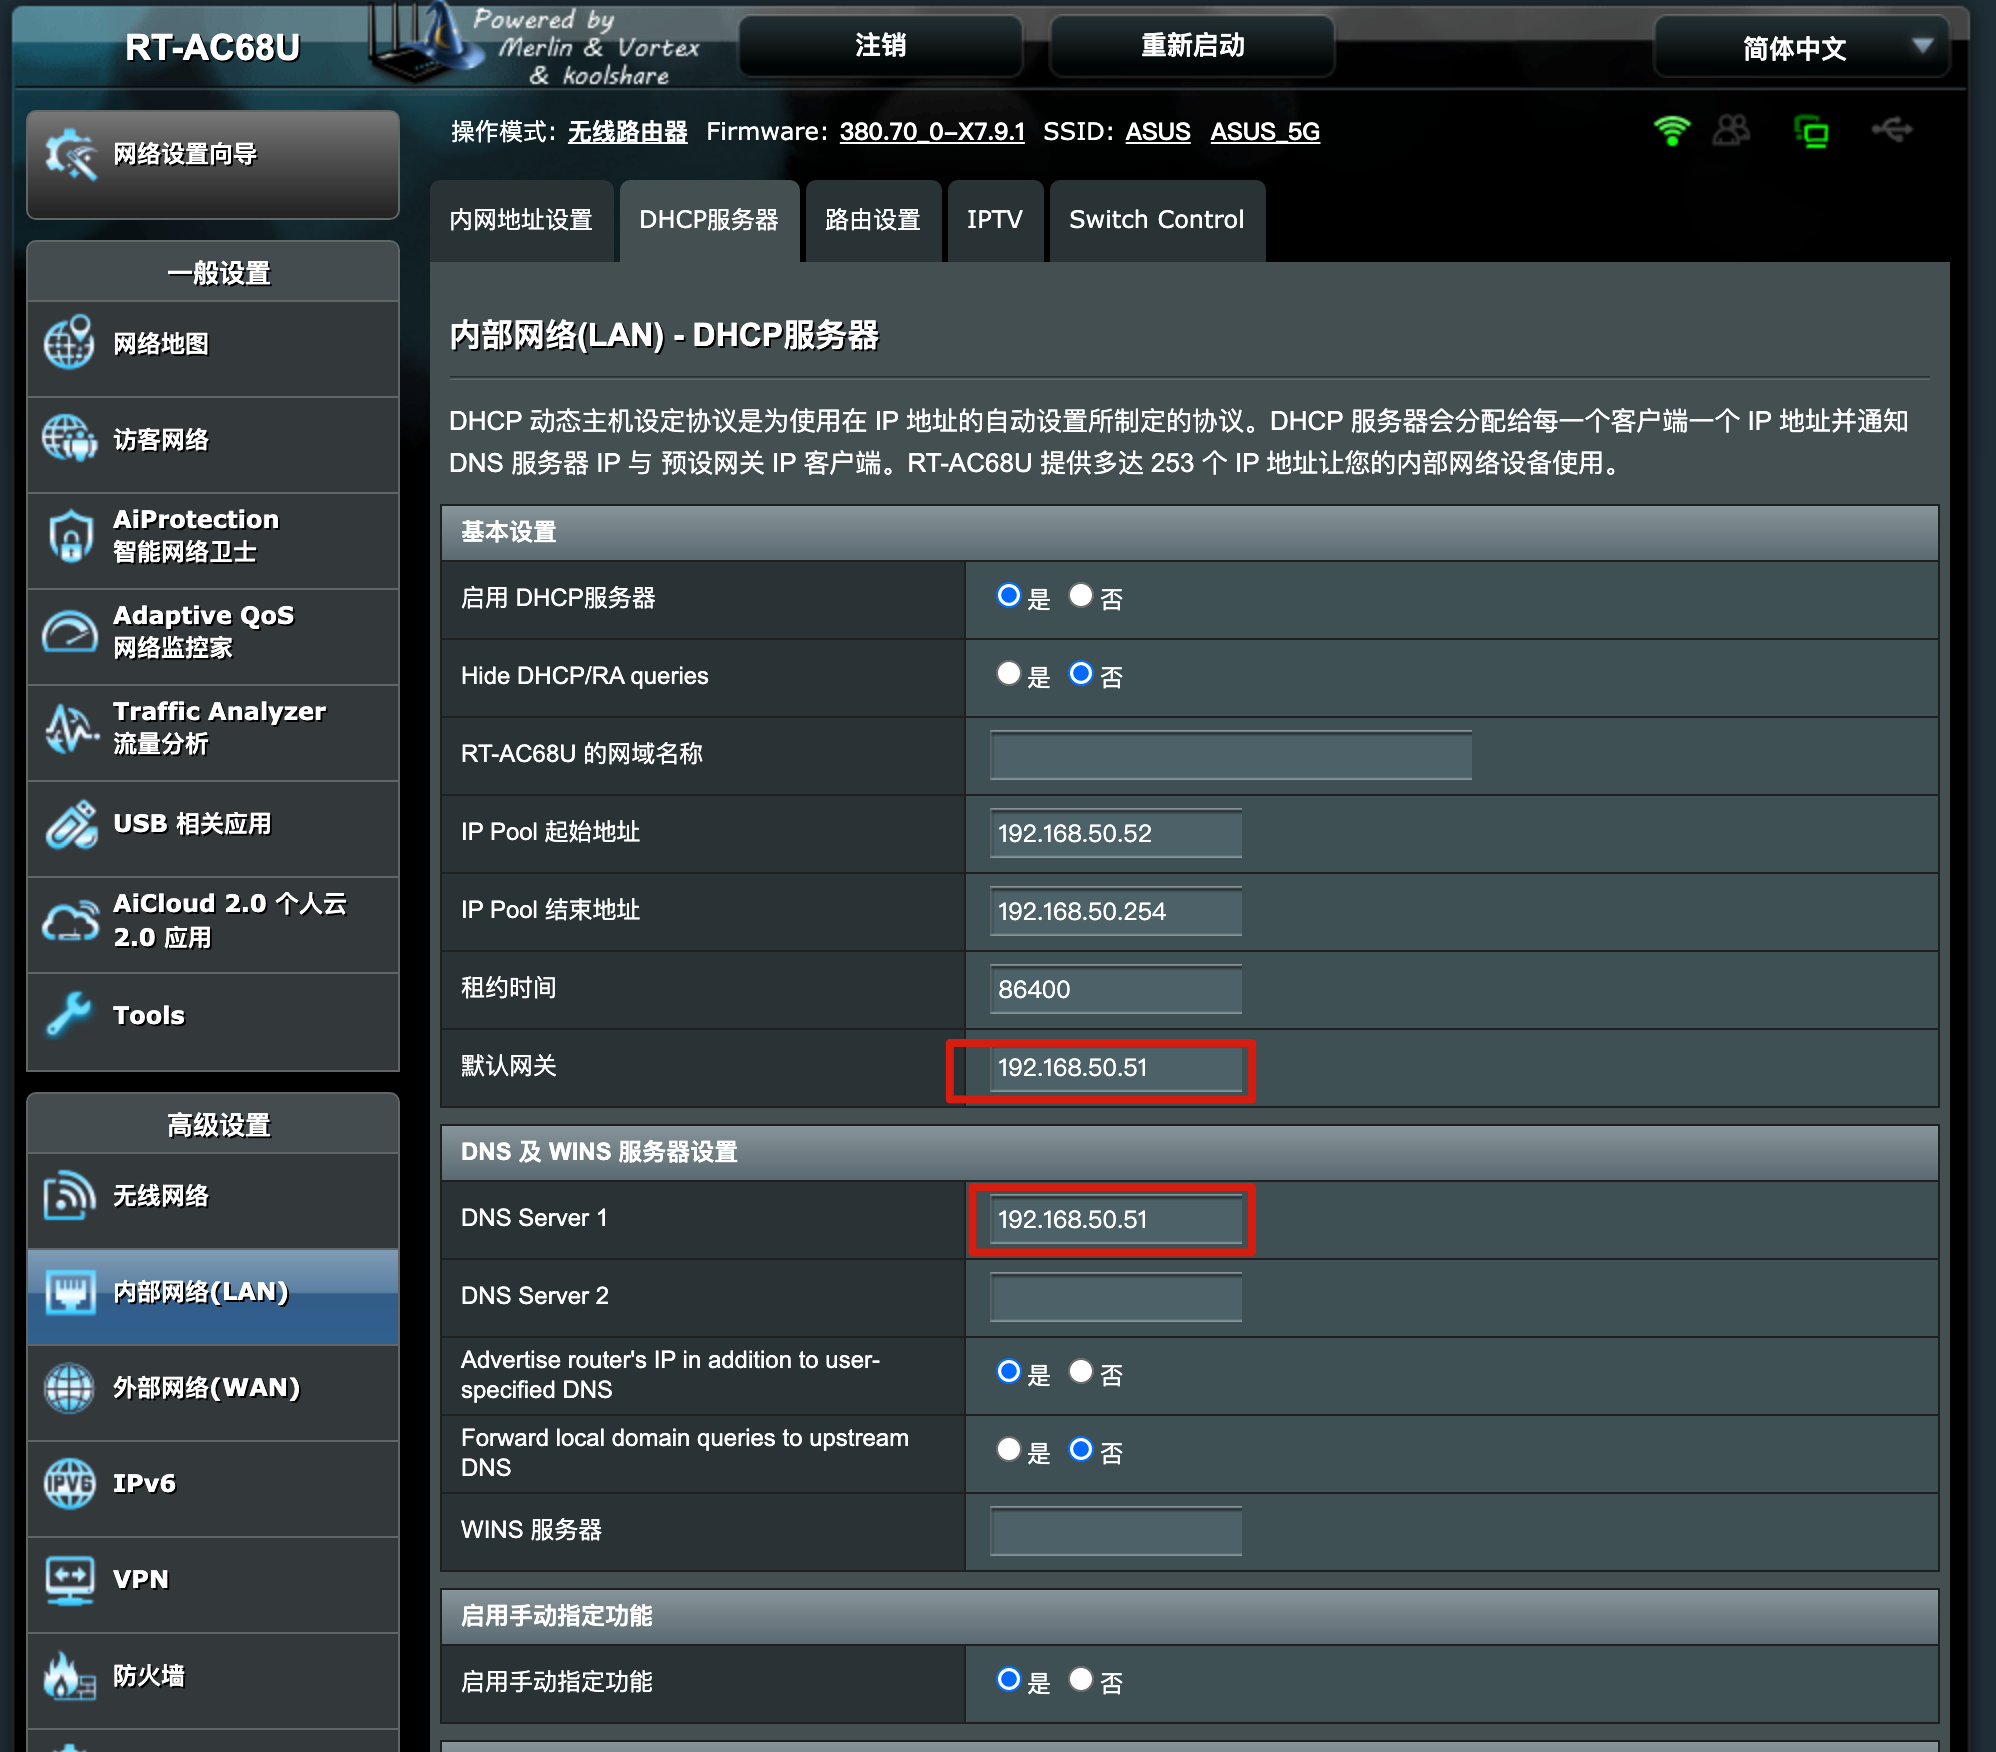 RT-AC68U
Powered by
Merlin & Vortex
& koolshare
注销
重新启动
简体中文
操作模式: 无线路由器 Firmware: 380.70_0-X7.9.1 SSID: ASUS ASUS_5G
网络设置向导
一般设置
网络地图
访客网络
AiProtection
智能网络卫士
Adaptive QoS
网络监控家
Traffic Analyzer
流量分析
USB 相关应用
AiCloud 2.0 个人云
2.0 应用
Tools
高级设置
无线网络
内部网络(LAN)
外部网络(WAN)
IPv6
VPN
防火墙
内网地址设置
DHCP服务器
路由设置
IPTV
Switch Control
内部网络(LAN) - DHCP服务器
DHCP 动态主机设定协议是为使用在 IP 地址的自动设置所制定的协议。DHCP 服务器会分配给每一个客户端一个 IP 地址并通知
DNS 服务器 IP 与 预设网关 IP 客户端。RT-AC68U 提供多达 253 个 IP 地址让您的内部网络设备使用。
基本设置
启用 DHCP服务器 是 否
Hide DHCP/RA queries 是 否
RT-AC68U 的网域名称
IP Pool 起始地址 192.168.50.52
IP Pool 结束地址 192.168.50.254
租约时间 86400
默认网关 192.168.50.51
DNS 及 WINS 服务器设置
DNS Server 1 192.168.50.51
DNS Server 2
Advertise router's IP in addition to user-
specified DNS 是 否
Forward local domain queries to upstream
DNS 是 否
WINS 服务器
启用手动指定功能
启用手动指定功能 是 否